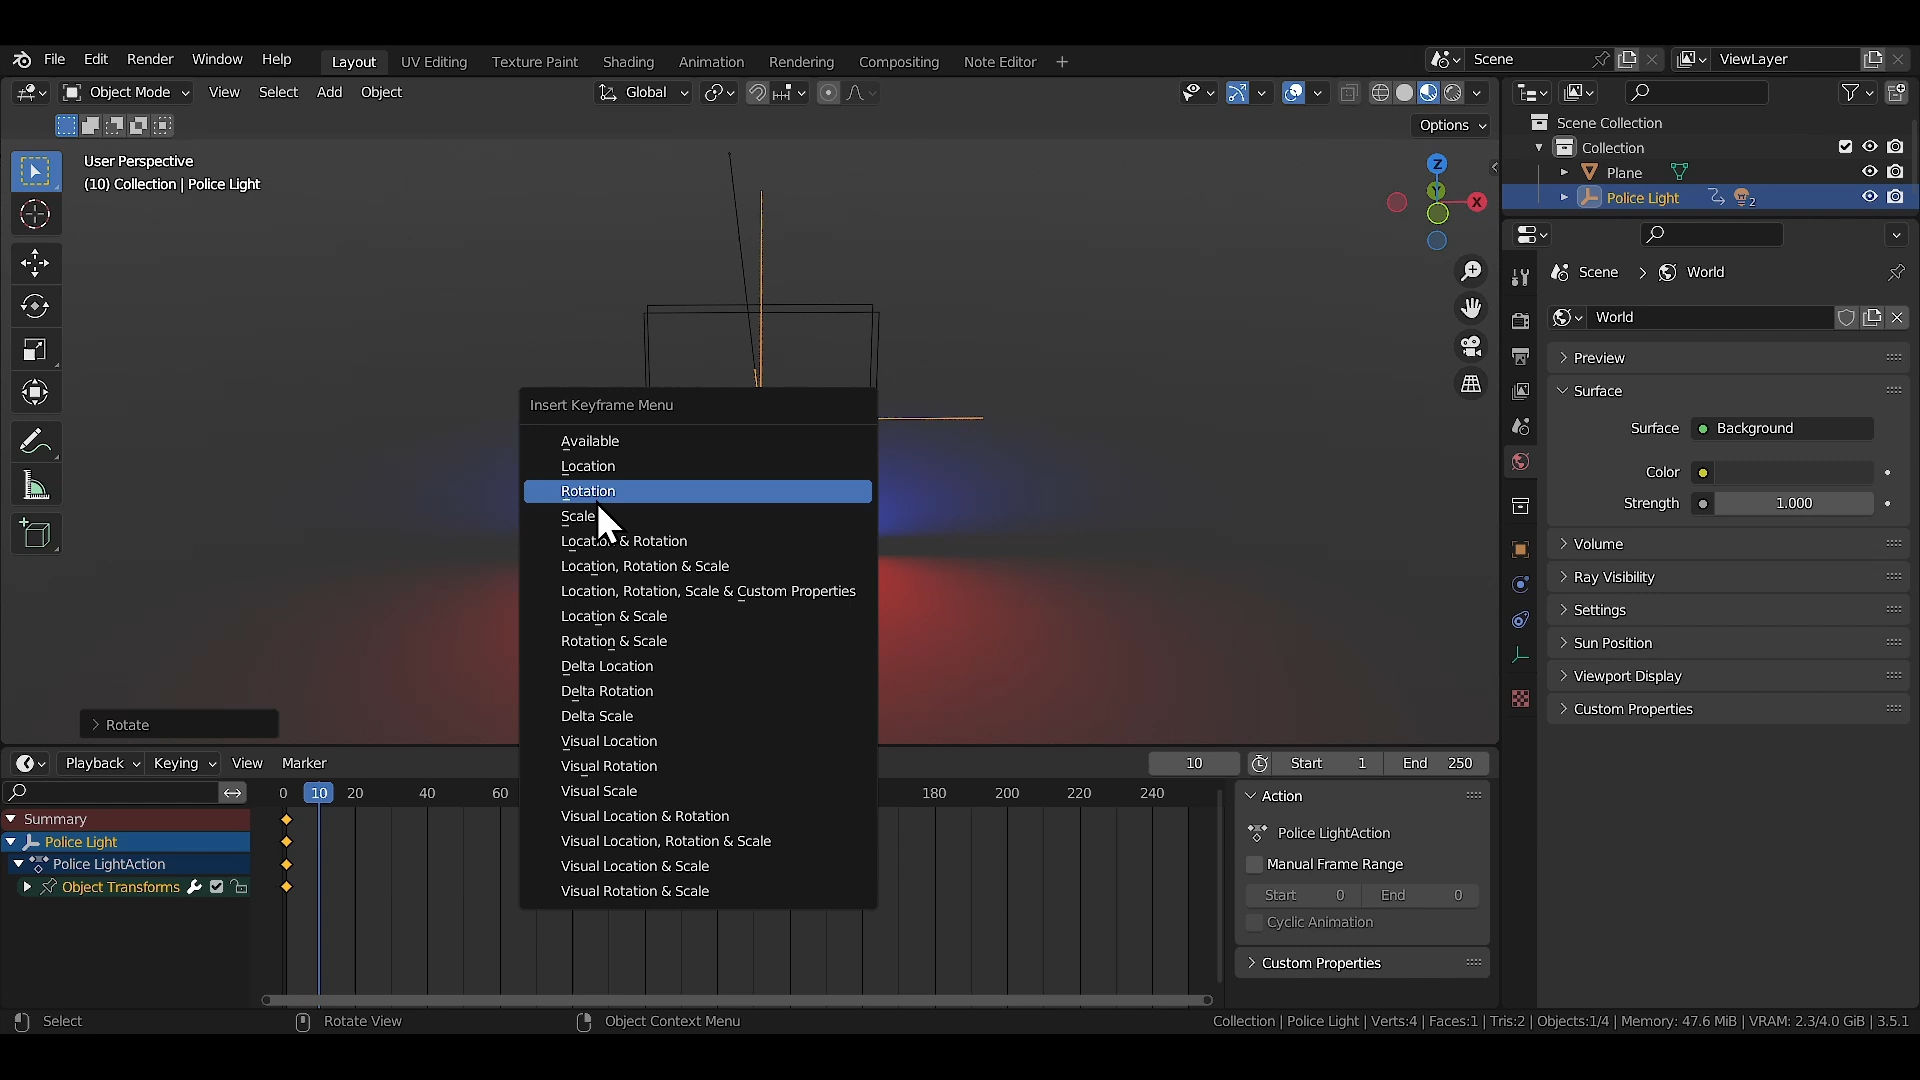 File Edit Render Window Help Layout UV Editing Texture Paint Shading Animation Rendering Compositing Note Editor + Scene ViewLayer
Object Mode View Select Add Object Global
Options
User Perspective
(10) Collection | Police Light
Z
Y
X
Scene Collection
Collection
Plane
Police Light 2
Scene > World
World
Preview
Surface
Surface Background
Color
Strength 1.000
Volume
Ray Visibility
Settings
Sun Position
Viewport Display
Custom Properties
Insert Keyframe Menu
Available
Location
Rotation
Scale
Location & Rotation
Location, Rotation & Scale
Location, Rotation, Scale & Custom Properties
Location & Scale
Rotation & Scale
Delta Location
Delta Rotation
Delta Scale
Visual Location
Visual Rotation
Visual Scale
Visual Location & Rotation
Visual Location, Rotation & Scale
Visual Location & Scale
Visual Rotation & Scale
> Rotate
Playback Keying View Marker 10 Start 1 End 250
0 10 20 40 60 180 200 220 240
Summary
Police Light
Police LightAction
Object Transforms
Action
Police LightAction
Manual Frame Range
Start 0 End 0
Cyclic Animation
Custom Properties
Select Rotate View Object Context Menu Collection | Police Light | Verts:4 | Faces:1 | Tris:2 | Objects:1/4 | Memory: 47.6 MiB | VRAM: 2.3/4.0 GiB | 3.5.1